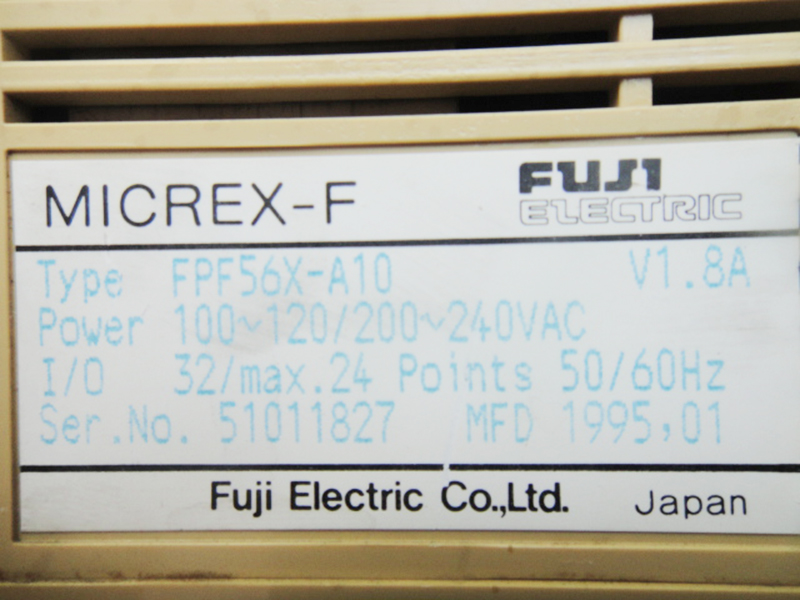 MICREX-F FUJI ELECTRIC
Type FPF56X-A10 V1.8A
Power 100~120/200~240VAC
I/O 32/max.24 Points 50/60Hz
Ser.No. 51011827 MFD 1995,01
Fuji Electric Co.,Ltd. Japan